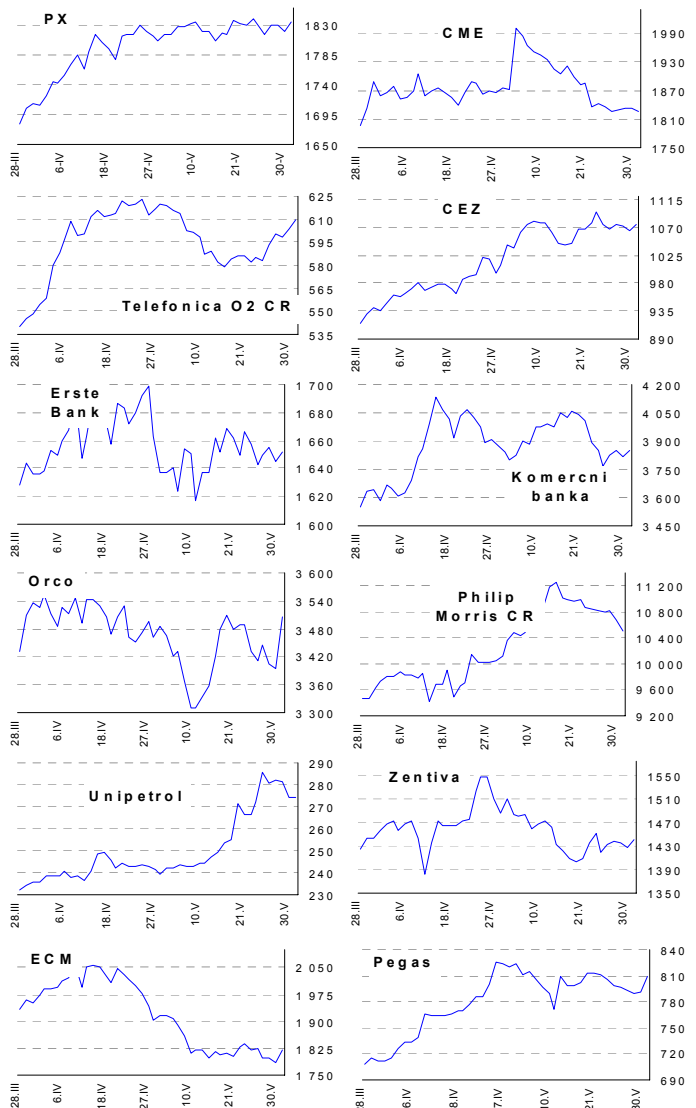 PX
1830
1785
1740
1695
1650
28-III
6-IV
18-IV
27-IV
10-V
21-V
30-V
CME
1990
1930
1870
1810
1750
28.III
6.IV
18.IV
27.IV
10.V
21.V
30.V
Telefonica O2 CR
625
610
595
580
565
550
535
28.III
6.IV
18.IV
27.IV
10.V
21.V
30.V
CEZ
1115
1070
1025
980
935
890
28.III
6.IV
18.IV
27.IV
10.V
21.V
30.V
Erste
Bank
1 700
1 680
1 660
1 640
1 620
1 600
28.III
6.IV
18.IV
27.IV
10.V
21.V
30.V
Komercni
banka
4 200
4 050
3 900
3 750
3 600
3 450
28.III
6.IV
18.IV
27.IV
10.V
21.V
30.V
Orco
3 600
3 540
3 480
3 420
3 360
3 300
28.III
6.IV
18.IV
27.IV
10.V
21.V
30.V
Philip
Morris CR
11 200
10 800
10 400
10 000
9 600
9 200
28.III
6.IV
18.IV
27.IV
10.V
21.V
30.V
Unipetrol
290
280
270
260
250
240
230
28.III
6.IV
18.IV
27.IV
10.V
21.V
30.V
Zentiva
1550
1510
1470
1430
1390
1350
28.III
6.IV
18.IV
27.IV
10.V
21.V
30.V
ECM
2 050
1 975
1 900
1 825
1 750
28.III
6.IV
18.IV
27.IV
10.V
21.V
30.V
Pegas
840
810
780
750
720
690
28.III
6.IV
8.IV
7.IV
10.V
21.V
30.V